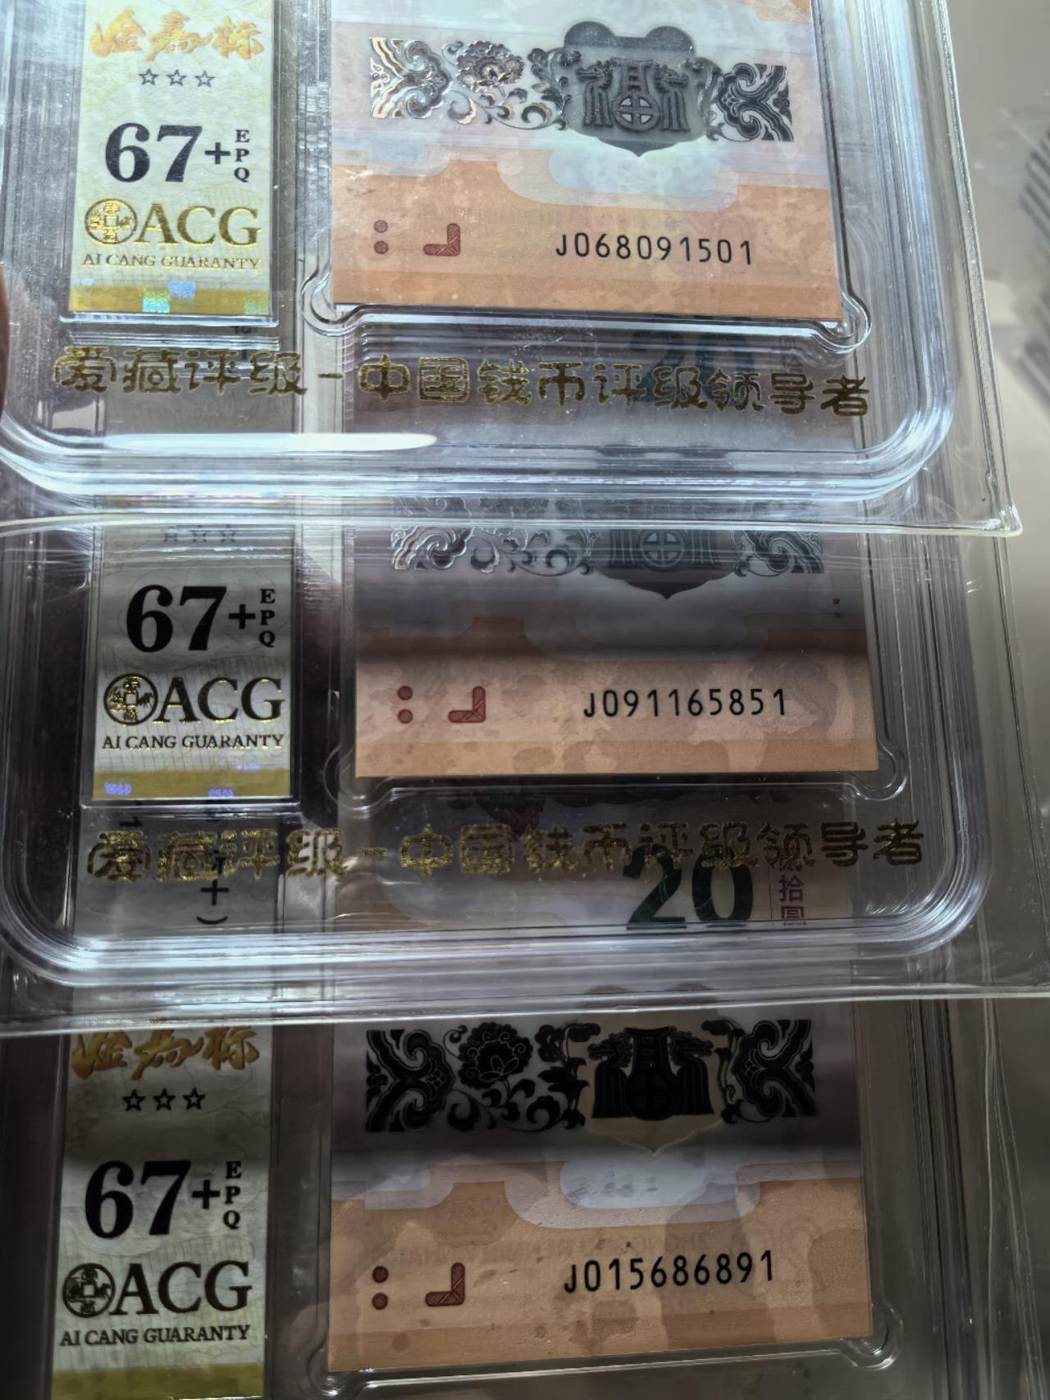 金森标
☆☆☆
67+EPQ
ACG
AI CANG GUARANTY
J068091501
爱藏评级-中国钱币评级领导者
67+EPQ
ACG
AI CANG GUARANTY
J091165851
爱藏评级-中国钱币评级领导者
20
贰拾圆
☆☆☆
67+EPQ
ACG
AI CANG GUARANTY
J015686891